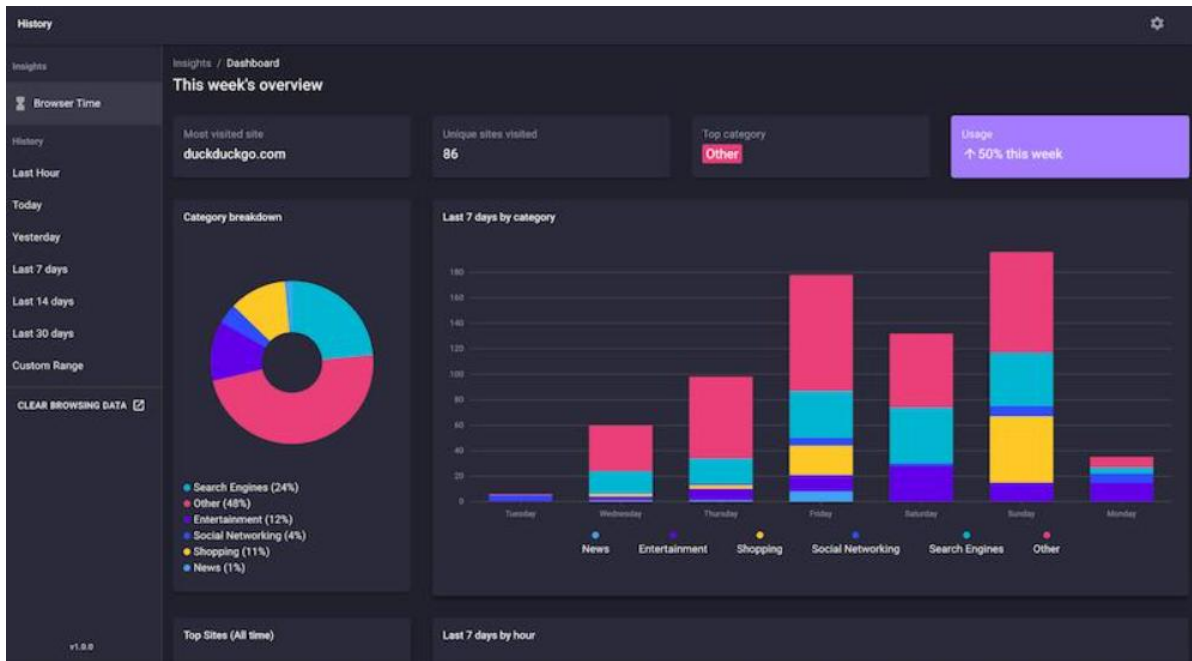 History
Insights
Browser Time
History
Last Hour
Today
Yesterday
Last 7 days
Last 14 days
Last 30 days
Custom Range
CLEAR BROWSING DATA
v1.0.0
Insights / Dashboard
This week's overview
Most visited site
duckduckgo.com
Unique sites visited
86
Top category
Other
Usage
↑ 50% this week
Category breakdown
Search Engines (24%)
Other (48%)
Entertainment (12%)
Social Networking (4%)
Shopping (11%)
News (1%)
Last 7 days by category
180
160
140
120
100
80
60
40
20
0
Tuesday Wednesday Thursday Friday Saturday Sunday Monday
News Entertainment Shopping Social Networking Search Engines Other
Top Sites (All time)
Last 7 days by hour